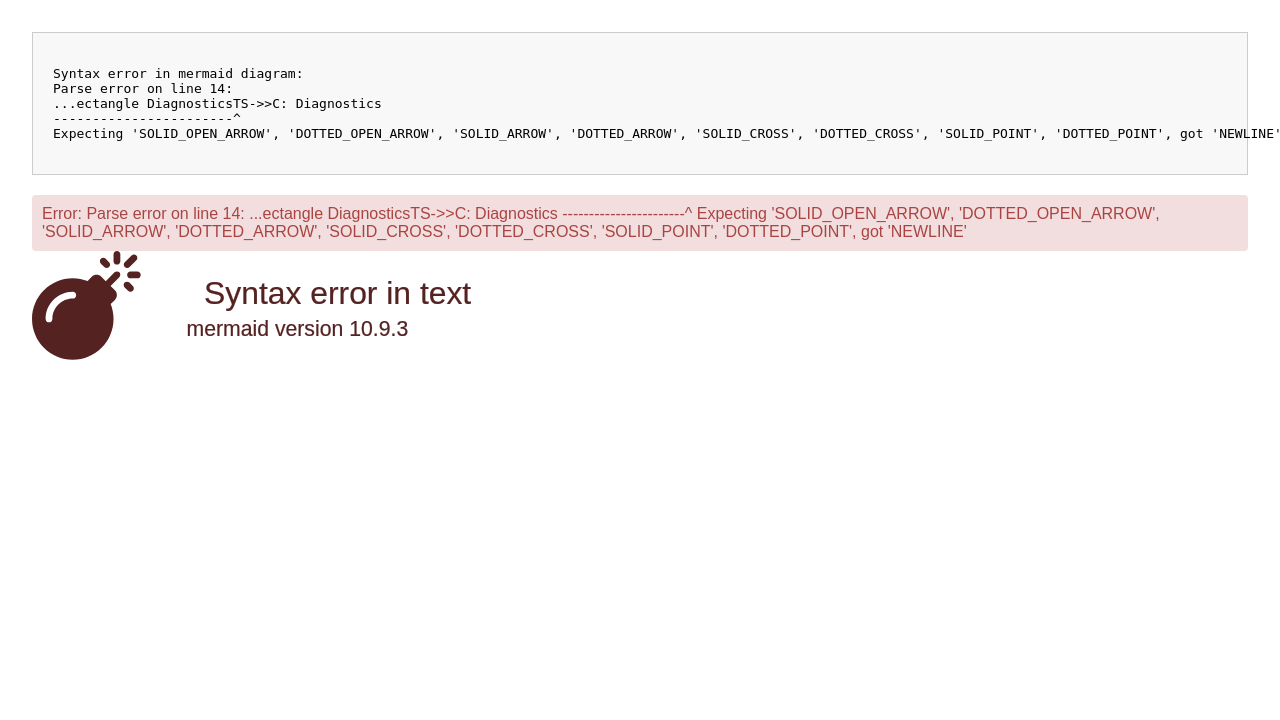 Syntax error in mermaid diagram:
Parse error on line 14:
...ectangle DiagnosticsTS->>C: Diagnostics
-----------------------^
Expecting 'SOLID_OPEN_ARROW', 'DOTTED_OPEN_ARROW', 'SOLID_ARROW', 'DOTTED_ARROW', 'SOLID_CROSS', 'DOTTED_CROSS', 'SOLID_POINT', 'DOTTED_POINT', got 'NEWLINE'
Error: Parse error on line 14: ...ectangle DiagnosticsTS->>C: Diagnostics -----------------------^ Expecting 'SOLID_OPEN_ARROW', 'DOTTED_OPEN_ARROW',
'SOLID_ARROW', 'DOTTED_ARROW', 'SOLID_CROSS', 'DOTTED_CROSS', 'SOLID_POINT', 'DOTTED_POINT', got 'NEWLINE'
Syntax error in text
mermaid version 10.9.3